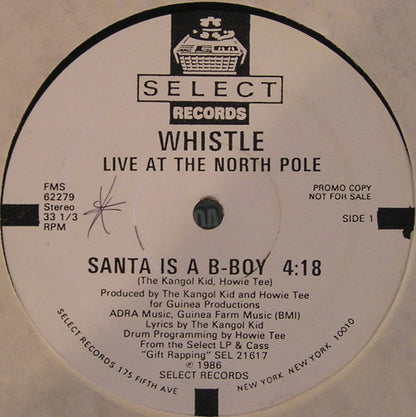 SELECT
RECORDS
WHISTLE
LIVE AT THE NORTH POLE
FMS
62279
Stereo
33 1/3
RPM
PROMO COPY
NOT FOR SALE
SIDE 1
SANTA IS A B-BOY 4:18
(The Kangol Kid, Howie Tee)
Produced by The Kangol Kid and Howie Tee
for Guinea Productions
ADRA Music, Guinea Farm Music (BMI)
Lyrics by The Kangol Kid
Drum Programming by Howie Tee
From the Select LP & Cass
"Gift Rapping" SEL 21617
℗ 1986
SELECT RECORDS
SELECT RECORDS 175 FIFTH AVE NEW YORK, NEW YORK 10010